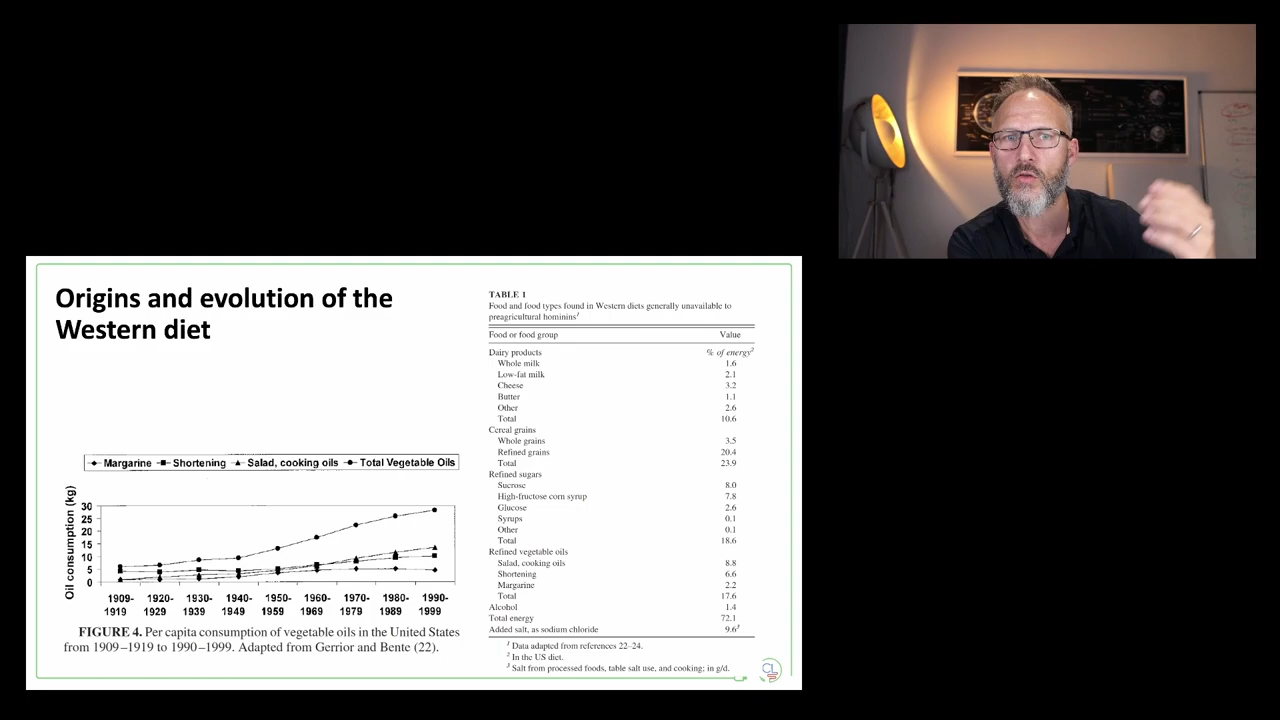 Origins and evolution of the
Western diet
Margarine Shortening Salad, cooking oils Total Vegetable Oils
Oil consumption (kg)
30
25
20
15
10
5
0
1909-1919 1920-1929 1930-1939 1940-1949 1950-1959 1960-1969 1970-1979 1980-1989 1990-1999
FIGURE 4. Per capita consumption of vegetable oils in the United States
from 1909–1919 to 1990–1999. Adapted from Gerrior and Bente (22).
TABLE 1
Food and food types found in Western diets generally unavailable to
preagricultural hominins¹
Food or food group Value
Dairy products % of energy²
Whole milk 1.6
Low-fat milk 2.1
Cheese 3.2
Butter 1.1
Other 2.6
Total 10.6
Cereal grains
Whole grains 3.5
Refined grains 20.4
Total 23.9
Refined sugars
Sucrose 8.0
High-fructose corn syrup 7.8
Glucose 2.6
Syrups 0.1
Other 0.1
Total 18.6
Refined vegetable oils
Salad, cooking oils 8.8
Shortening 6.6
Margarine 2.2
Total 17.6
Alcohol 1.4
Total energy 72.1
Added salt, as sodium chloride 9.6³
¹ Data adapted from references 22–24.
² In the US diet.
³ Salt from processed foods, table salt use, and cooking; in g/d.